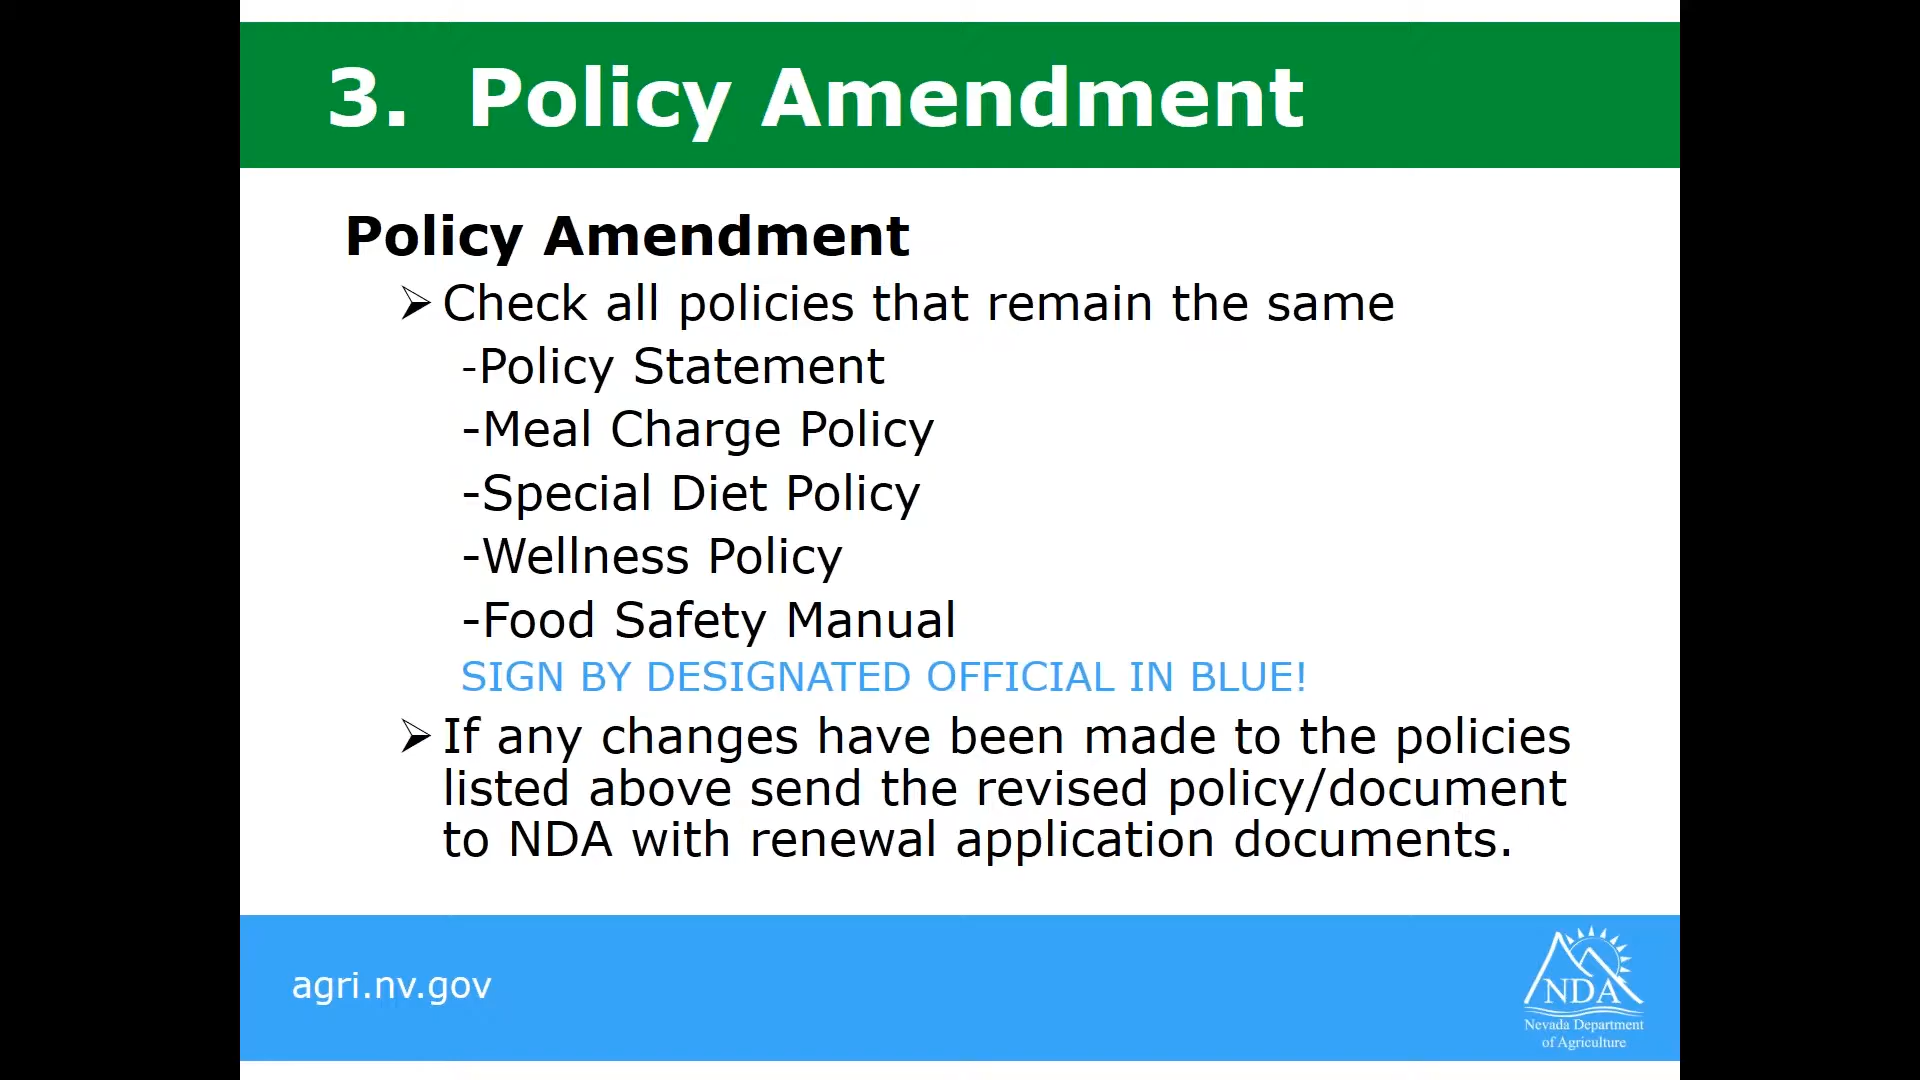 3. Policy Amendment
Policy Amendment
➢ Check all policies that remain the same
-Policy Statement
-Meal Charge Policy
-Special Diet Policy
-Wellness Policy
-Food Safety Manual
SIGN BY DESIGNATED OFFICIAL IN BLUE!
➢ If any changes have been made to the policies
listed above send the revised policy/document
to NDA with renewal application documents.
agri.nv.gov
NDA
Nevada Department
of Agriculture